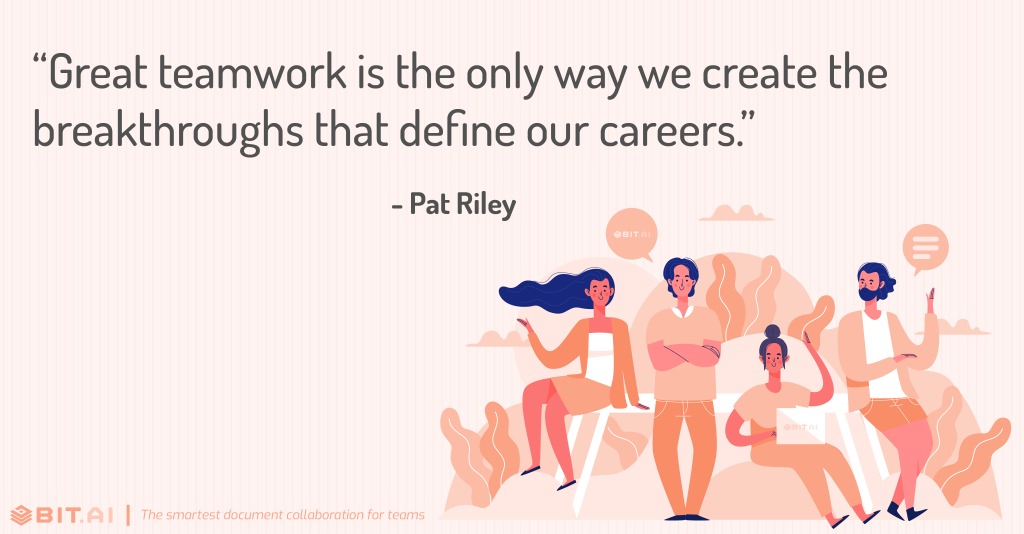 “Great teamwork is the only way we create the
breakthroughs that define our careers.”
- Pat Riley
BIT.AI
BIT.AI
BIT.AI | The smartest document collaboration for teams